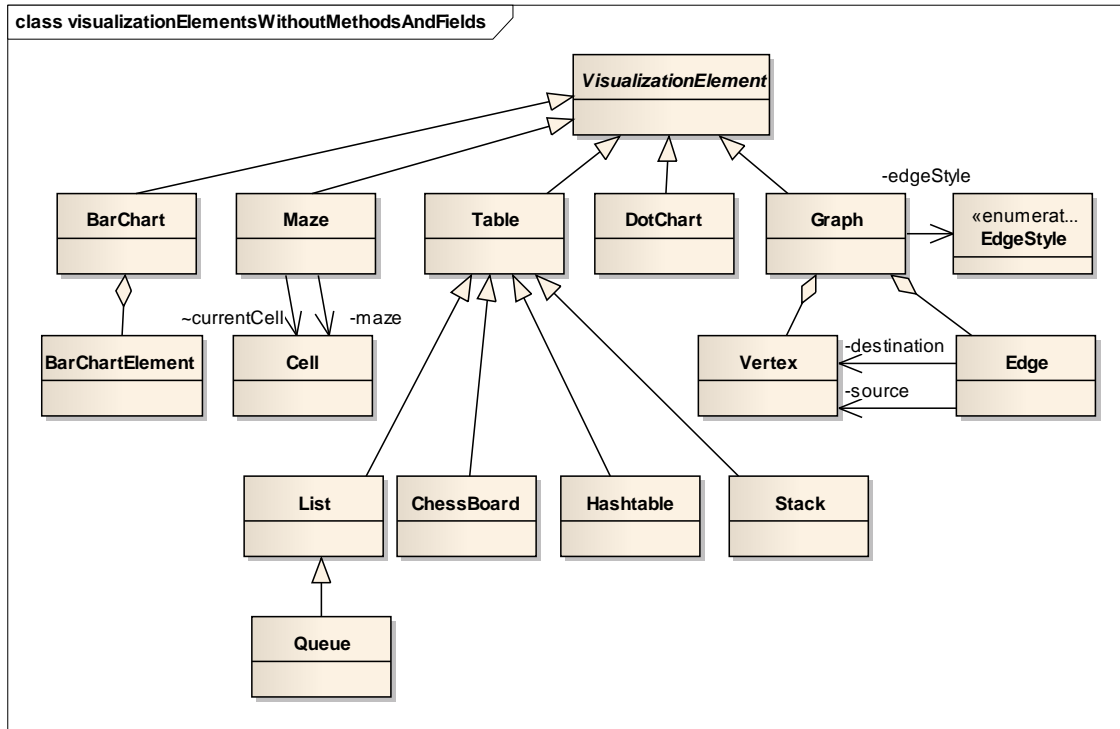 class visualizationElementsWithoutMethodsAndFields
VisualizationElement
-edgeStyle
BarChart
Maze
Table
DotChart
Graph
«enumerat...
EdgeStyle
~currentCell
-maze
BarChartElement
Cell
Vertex
-destination
-source
Edge
List
ChessBoard
Hashtable
Stack
Queue